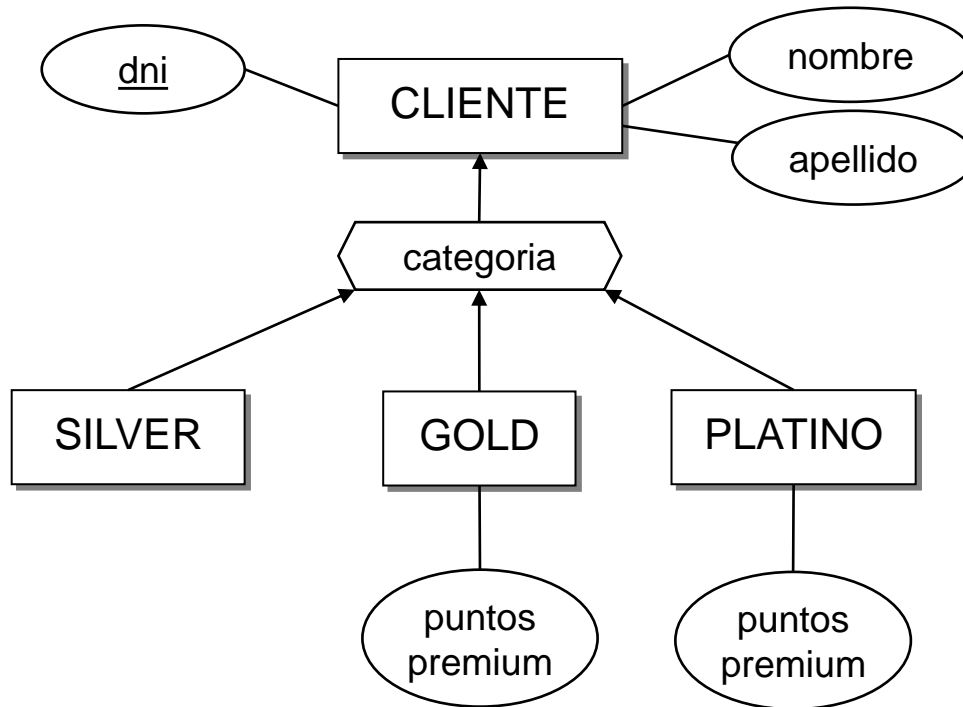 dni
CLIENTE
nombre
apellido
categoria
SILVER
GOLD
PLATINO
puntos
premium
puntos
premium